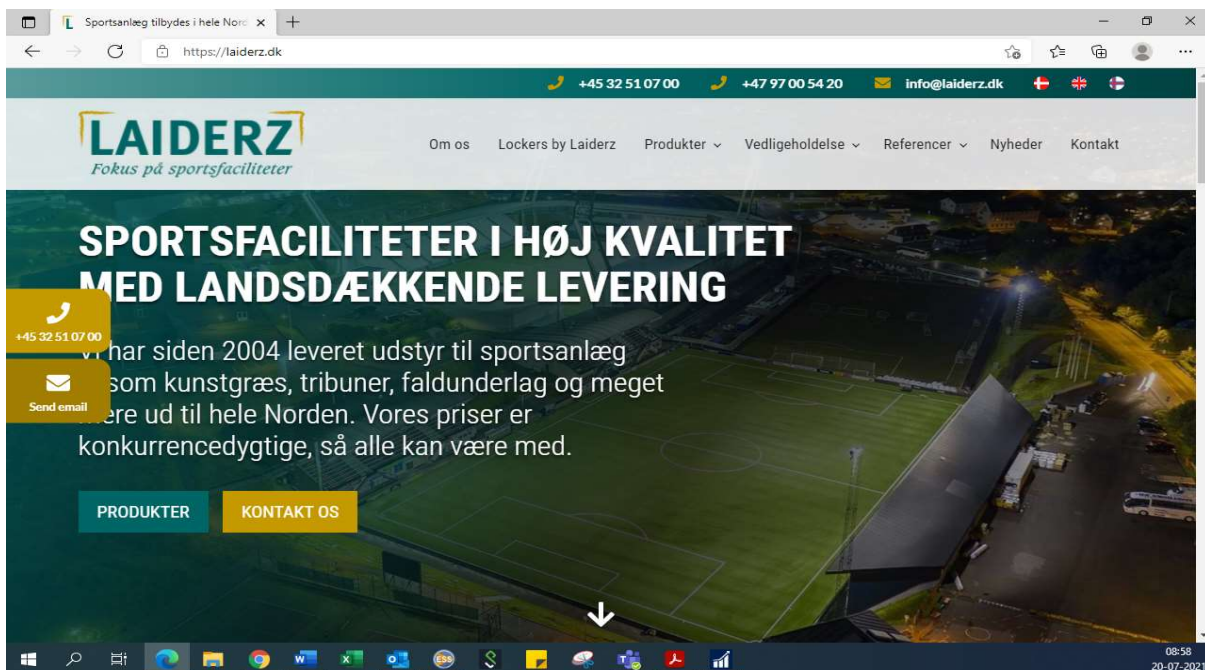 Sportsanlæg tilbydes i hele Nord
https://laiderz.dk
+45 32 51 07 00
+47 97 00 54 20
info@laiderz.dk
LAIDERZ
Fokus på sportsfaciliteter
Om os
Lockers by Laiderz
Produkter
Vedligeholdelse
Referencer
Nyheder
Kontakt
SPORTSFACILITETER I HØJ KVALITET
MED LANDSDÆKKENDE LEVERING
+45 32 51 07 00
Send email
Vi har siden 2004 leveret udstyr til sportsanlæg
som kunstgræs, tribuner, faldunderlag og meget
mere ud til hele Norden. Vores priser er
konkurrencedygtige, så alle kan være med.
PRODUKTER
KONTAKT OS
ESS
08:58
20-07-2021